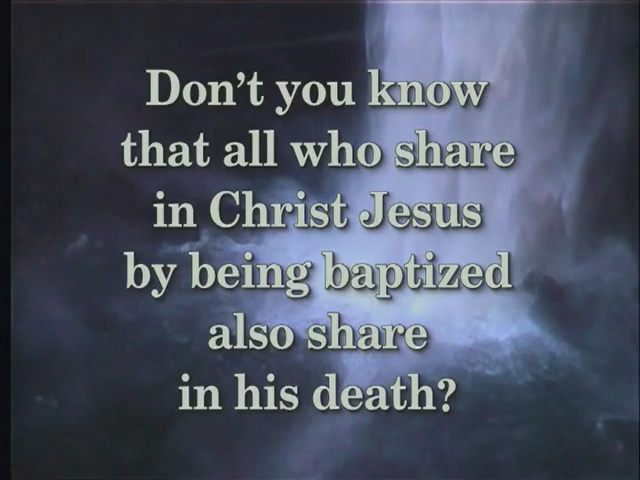 Don't you know
that all who share
in Christ Jesus
by being baptized
also share
in his death?